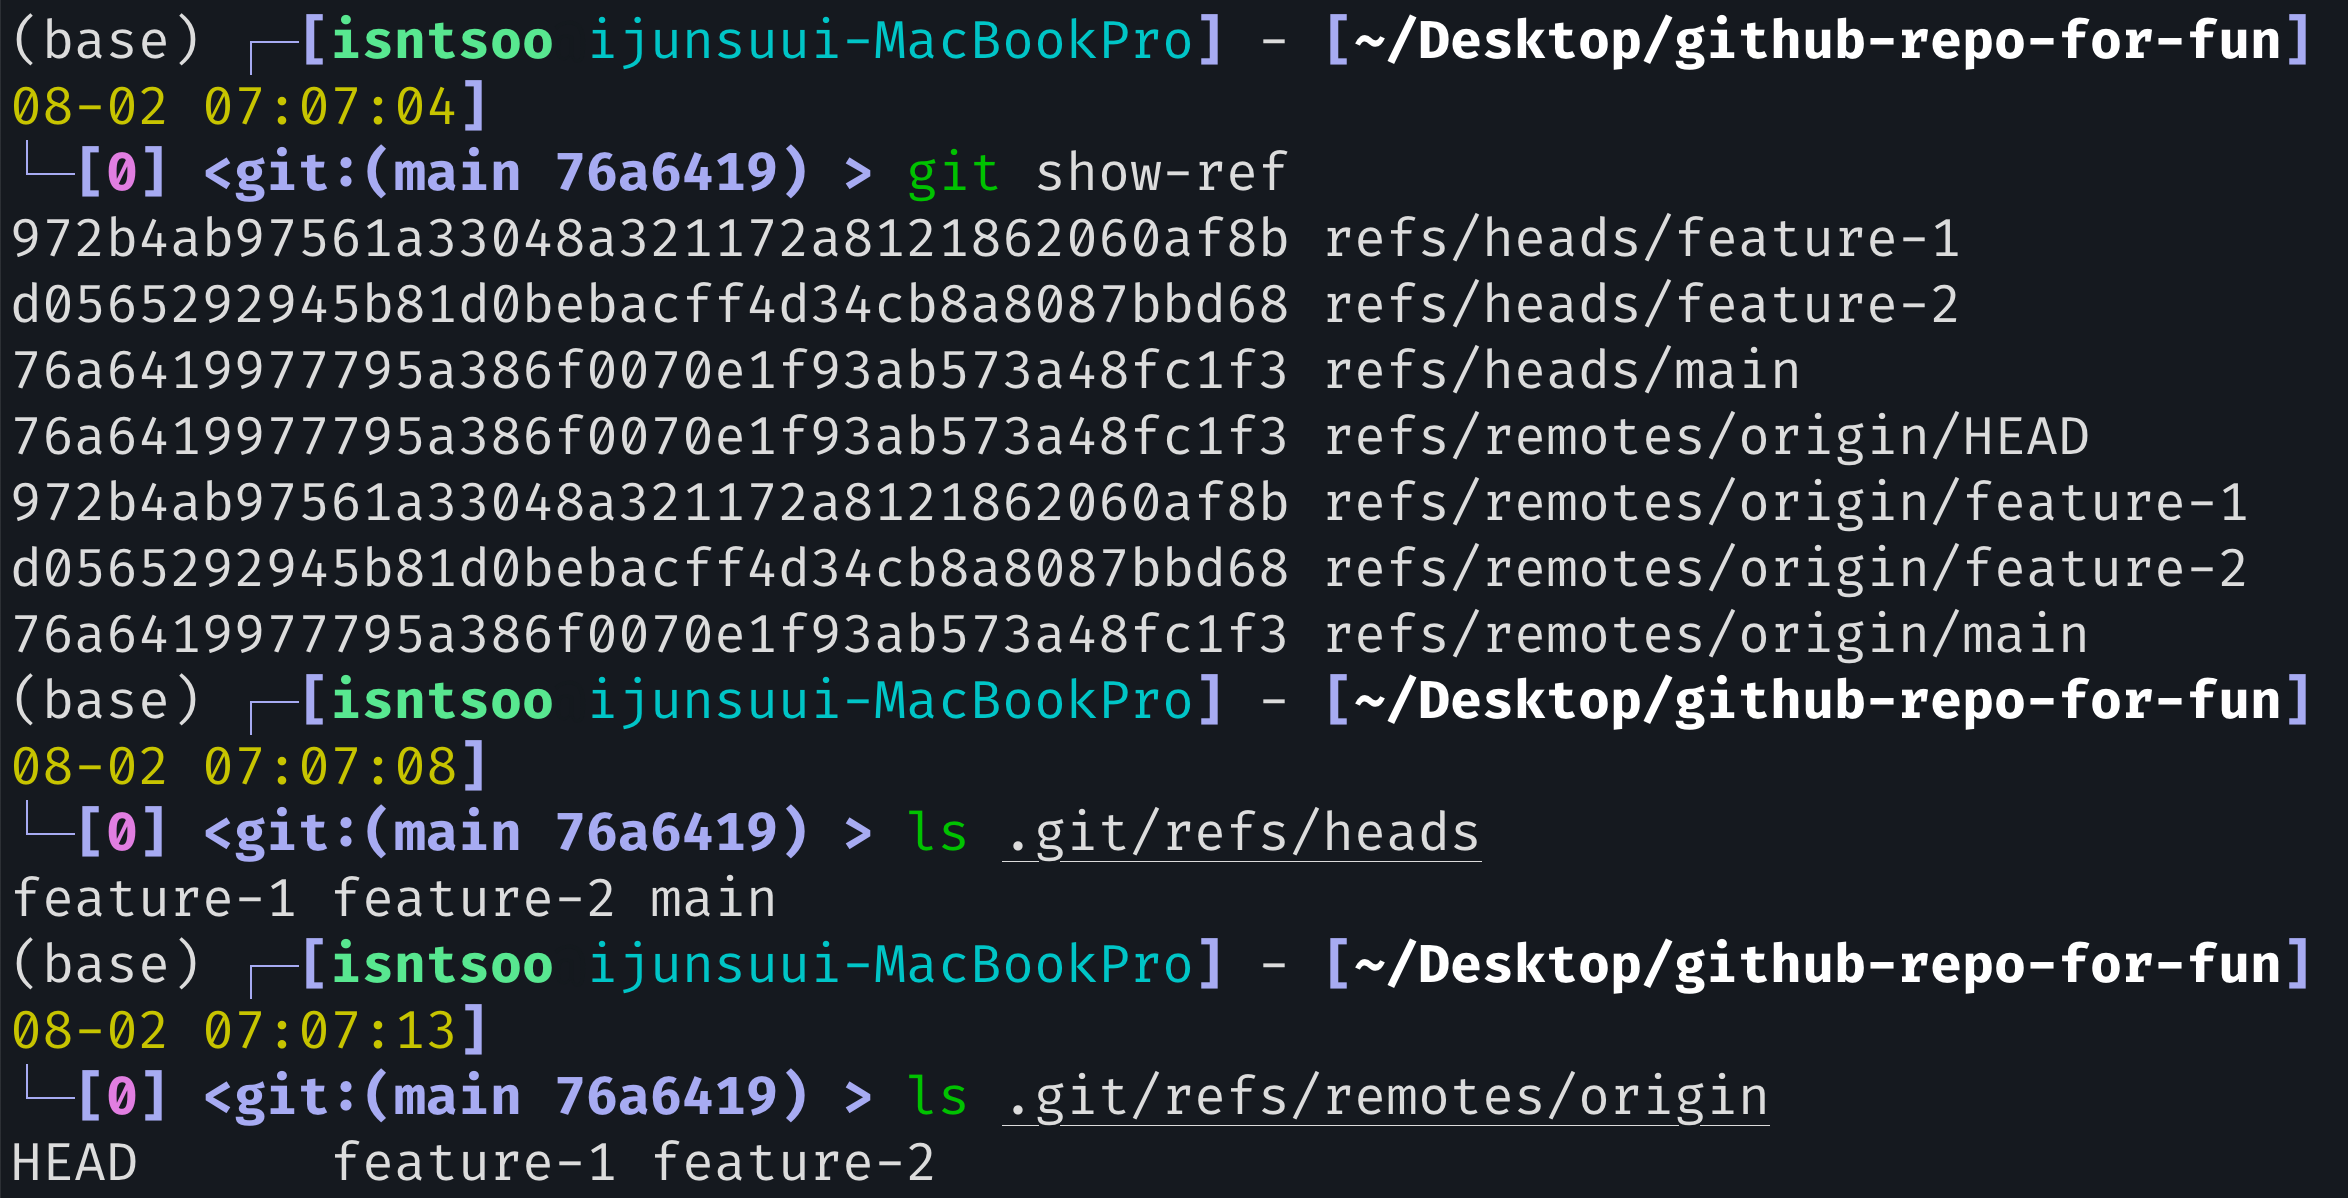 (base) ┌─[isntsoo ijunsuui-MacBookPro] - [~/Desktop/github-repo-for-fun]
08-02 07:07:04]
└─[0] <git:(main 76a6419) > git show-ref
972b4ab97561a33048a321172a8121862060af8b refs/heads/feature-1
d0565292945b81d0bebacff4d34cb8a8087bbd68 refs/heads/feature-2
76a6419977795a386f0070e1f93ab573a48fc1f3 refs/heads/main
76a6419977795a386f0070e1f93ab573a48fc1f3 refs/remotes/origin/HEAD
972b4ab97561a33048a321172a8121862060af8b refs/remotes/origin/feature-1
d0565292945b81d0bebacff4d34cb8a8087bbd68 refs/remotes/origin/feature-2
76a6419977795a386f0070e1f93ab573a48fc1f3 refs/remotes/origin/main
(base) ┌─[isntsoo ijunsuui-MacBookPro] - [~/Desktop/github-repo-for-fun]
08-02 07:07:08]
└─[0] <git:(main 76a6419) > ls .git/refs/heads
feature-1 feature-2 main
(base) ┌─[isntsoo ijunsuui-MacBookPro] - [~/Desktop/github-repo-for-fun]
08-02 07:07:13]
└─[0] <git:(main 76a6419) > ls .git/refs/remotes/origin
HEAD      feature-1 feature-2